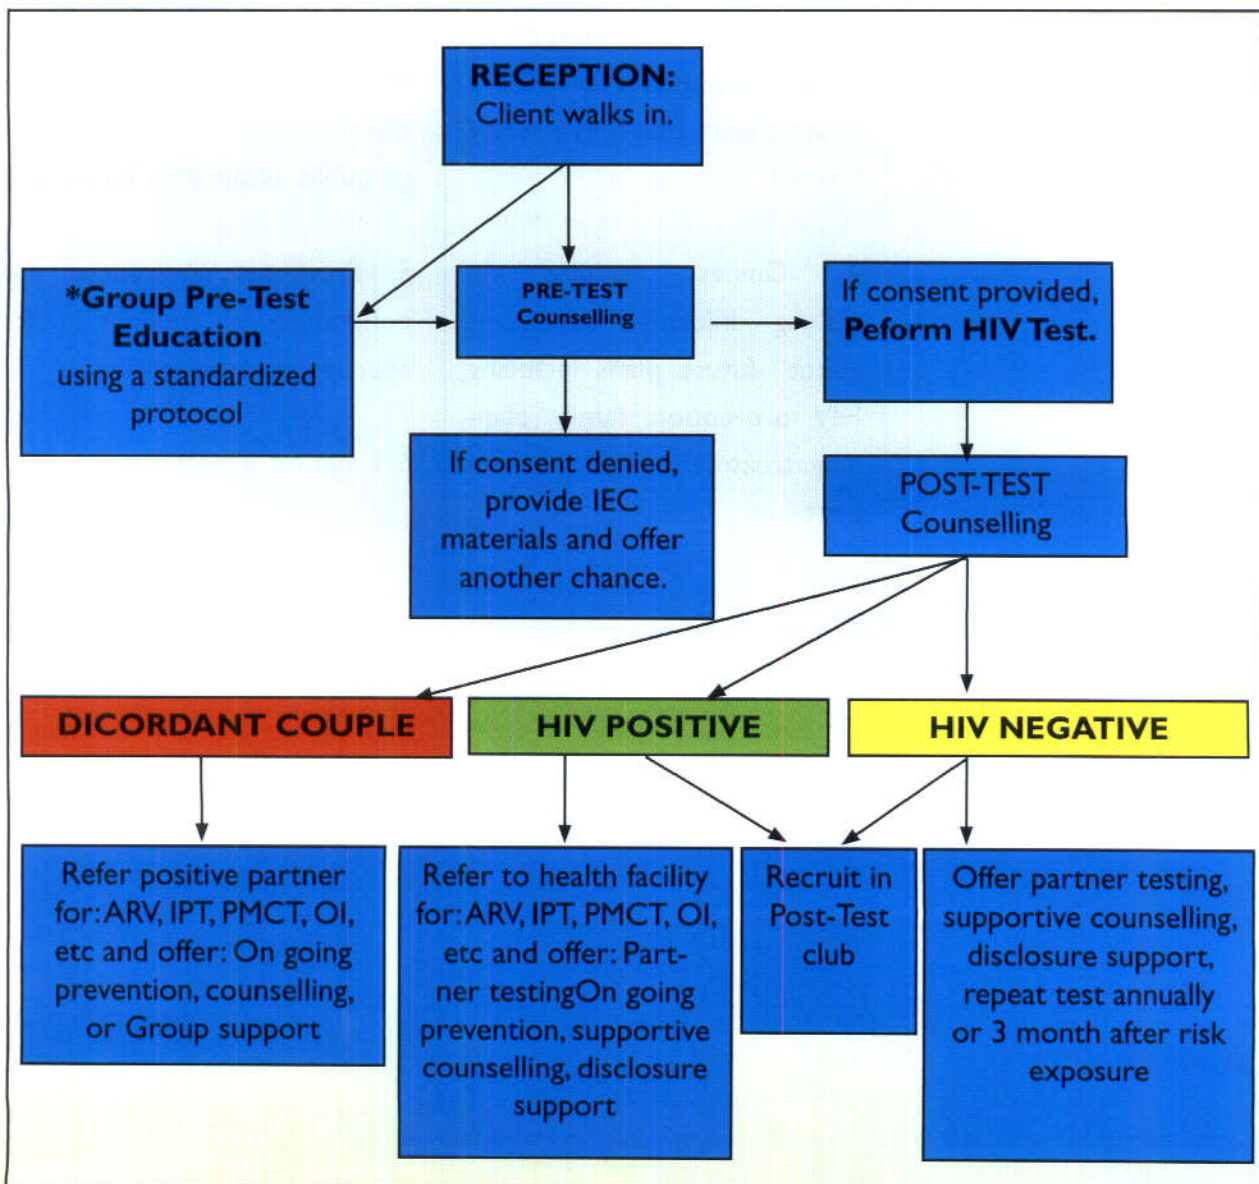 RECEPTION:
Client walks in.
*Group Pre-Test
Education
using a standardized
protocol
PRE-TEST
Counselling
If consent provided,
Peform HIV Test.
If consent denied,
provide IEC
materials and offer
another chance.
POST-TEST
Counselling
DICORDANT COUPLE
HIV POSITIVE
HIV NEGATIVE
Refer positive partner
for: ARV, IPT, PMCT, OI,
etc and offer: On going
prevention, counselling,
or Group support
Refer to health facility
for: ARV, IPT, PMCT, OI,
etc and offer: Part-
ner testingOn going
prevention, supportive
counselling, disclosure
support
Recruit in
Post-Test
club
Offer partner testing,
supportive counselling,
disclosure support,
repeat test annually
or 3 month after risk
exposure